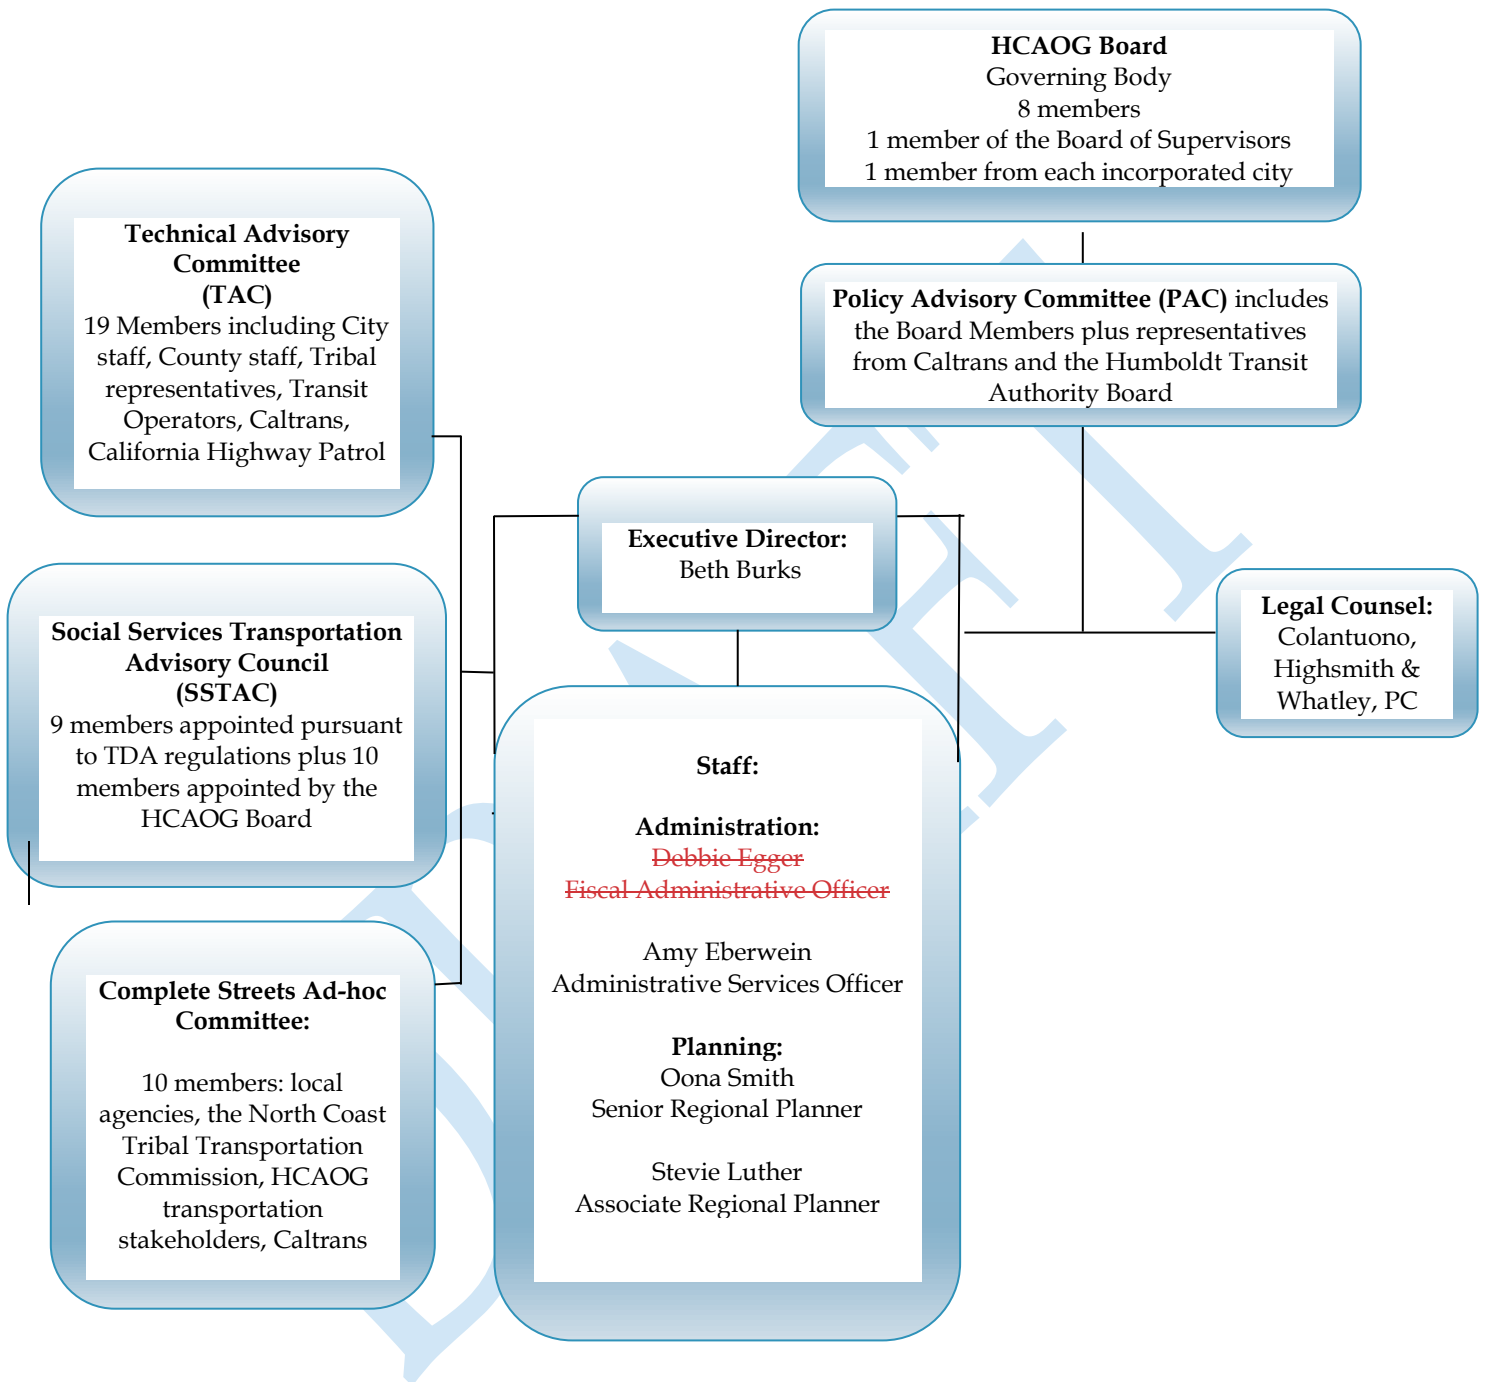 HCAOG Board
Governing Body
8 members
1 member of the Board of Supervisors
1 member from each incorporated city
Technical Advisory
Committee
(TAC)
19 Members including City
staff, County staff, Tribal
representatives, Transit
Operators, Caltrans,
California Highway Patrol
Policy Advisory Committee (PAC) includes
the Board Members plus representatives
from Caltrans and the Humboldt Transit
Authority Board
Executive Director:
Beth Burks
Legal Counsel:
Colantuono,
Highsmith &
Whatley, PC
Social Services Transportation
Advisory Council
(SSTAC)
9 members appointed pursuant
to TDA regulations plus 10
members appointed by the
HCAOG Board
Staff:
Administration:
Debbie Egger
Fiscal Administrative Officer
Amy Eberwein
Administrative Services Officer
Planning:
Oona Smith
Senior Regional Planner
Stevie Luther
Associate Regional Planner
Complete Streets Ad-hoc
Committee:
10 members: local
agencies, the North Coast
Tribal Transportation
Commission, HCAOG
transportation
stakeholders, Caltrans
DRAFT